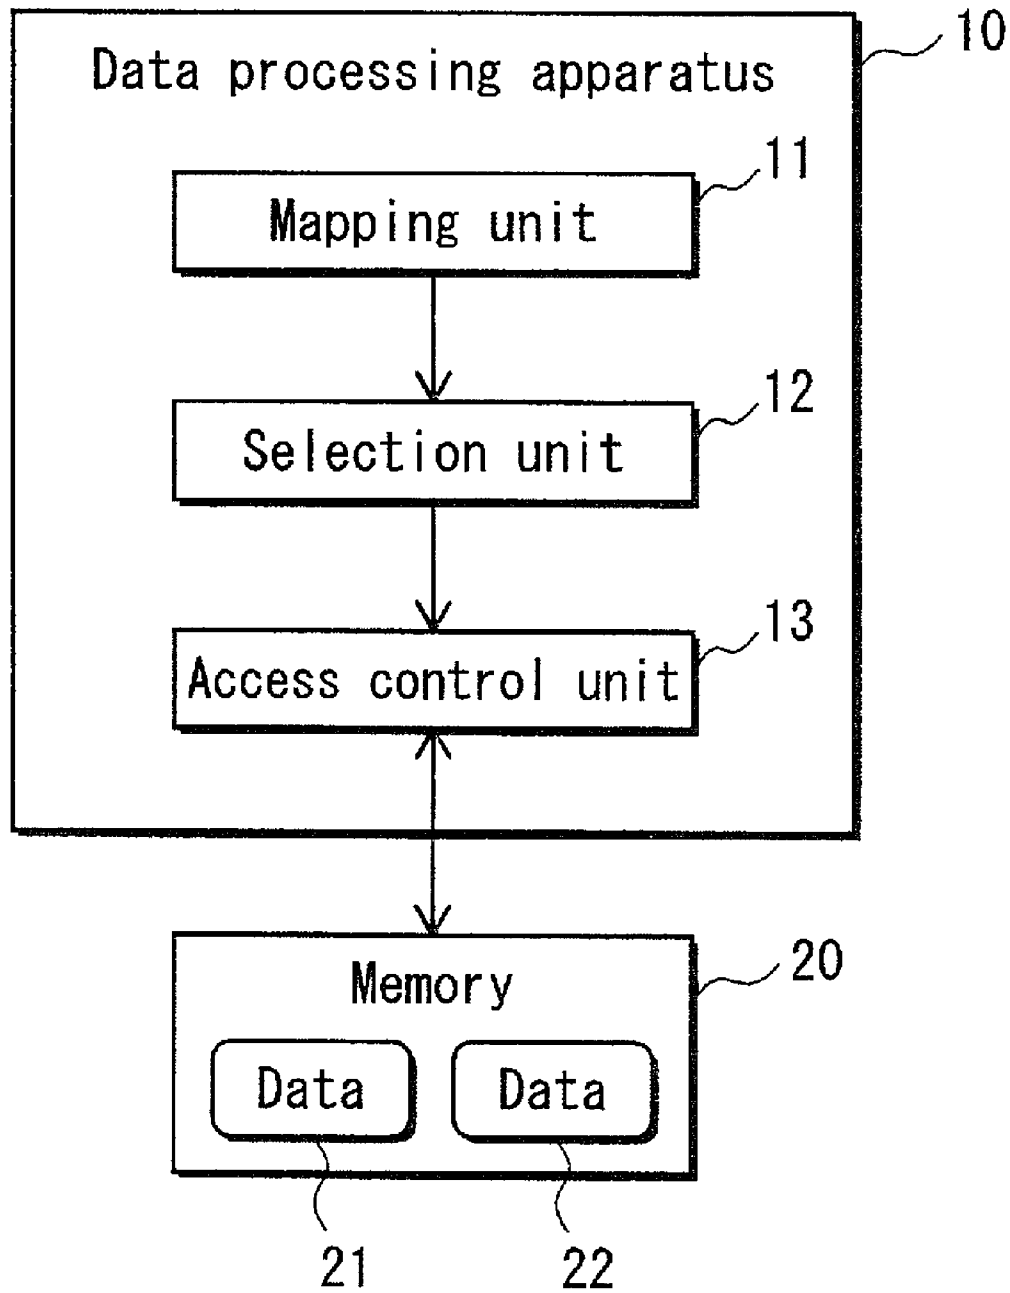 10
Data processing apparatus
11
Mapping unit
12
Selection unit
13
Access control unit
20
Memory
Data Data
21 22